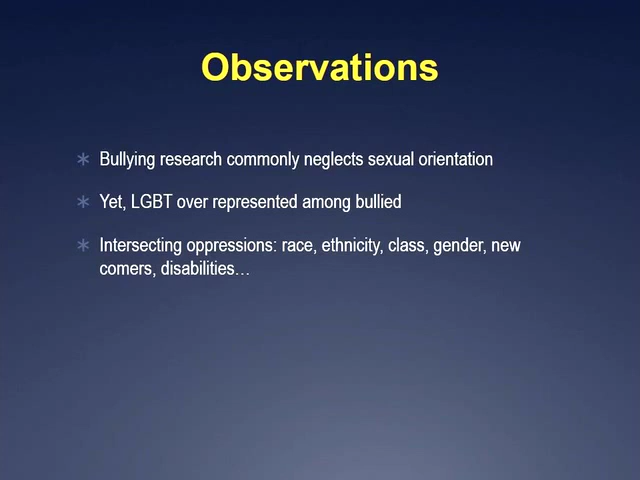 Observations
Bullying research commonly neglects sexual orientation
Yet, LGBT over represented among bullied
Intersecting oppressions: race, ethnicity, class, gender, new
comers, disabilities…